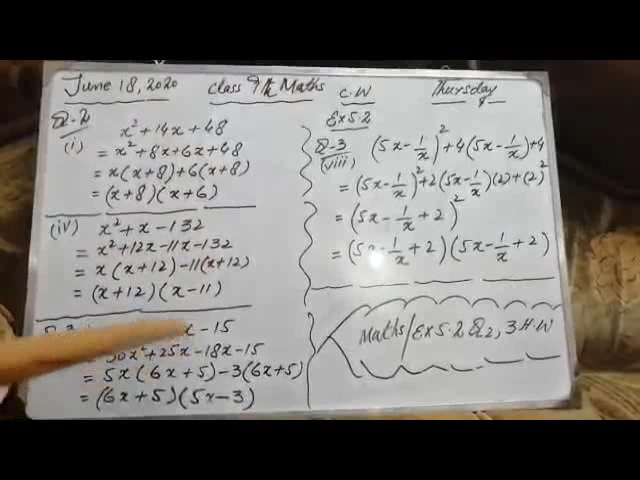 June 18, 2020 Class 9th Maths C.W Thursday
Q.2
(i) x² + 14x + 48
= x² + 8x + 6x + 48
= x(x+8) + 6(x+8)
= (x+8)(x+6)
(iv) x² + x - 132
= x² + 12x - 11x - 132
= x(x+12) - 11(x+12)
= (x+12)(x-11)
x - 15
= 30x² + 25x - 18x - 15
= 5x(6x+5) - 3(6x+5)
= (6x+5)(5x-3)
Ex 5.2
Q-3
(viii) (5x - 1/x)² + 4(5x - 1/x) + 4
= (5x - 1/x)² + 2(5x - 1/x)(2) + (2)²
= (5x - 1/x + 2)²
= (5x - 1/x + 2)(5x - 1/x + 2)
Maths/Ex 5.2 Q2, 3 H.W